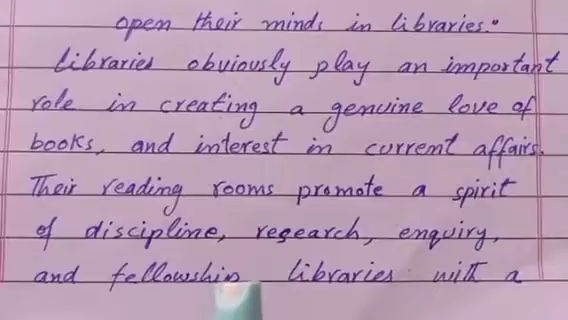 open their minds in libraries."
Libraries obviously play an important
role in creating a genuine love of
books, and interest in current affairs.
Their reading rooms promote a spirit
of discipline, research, enquiry,
and fellowship libraries with a